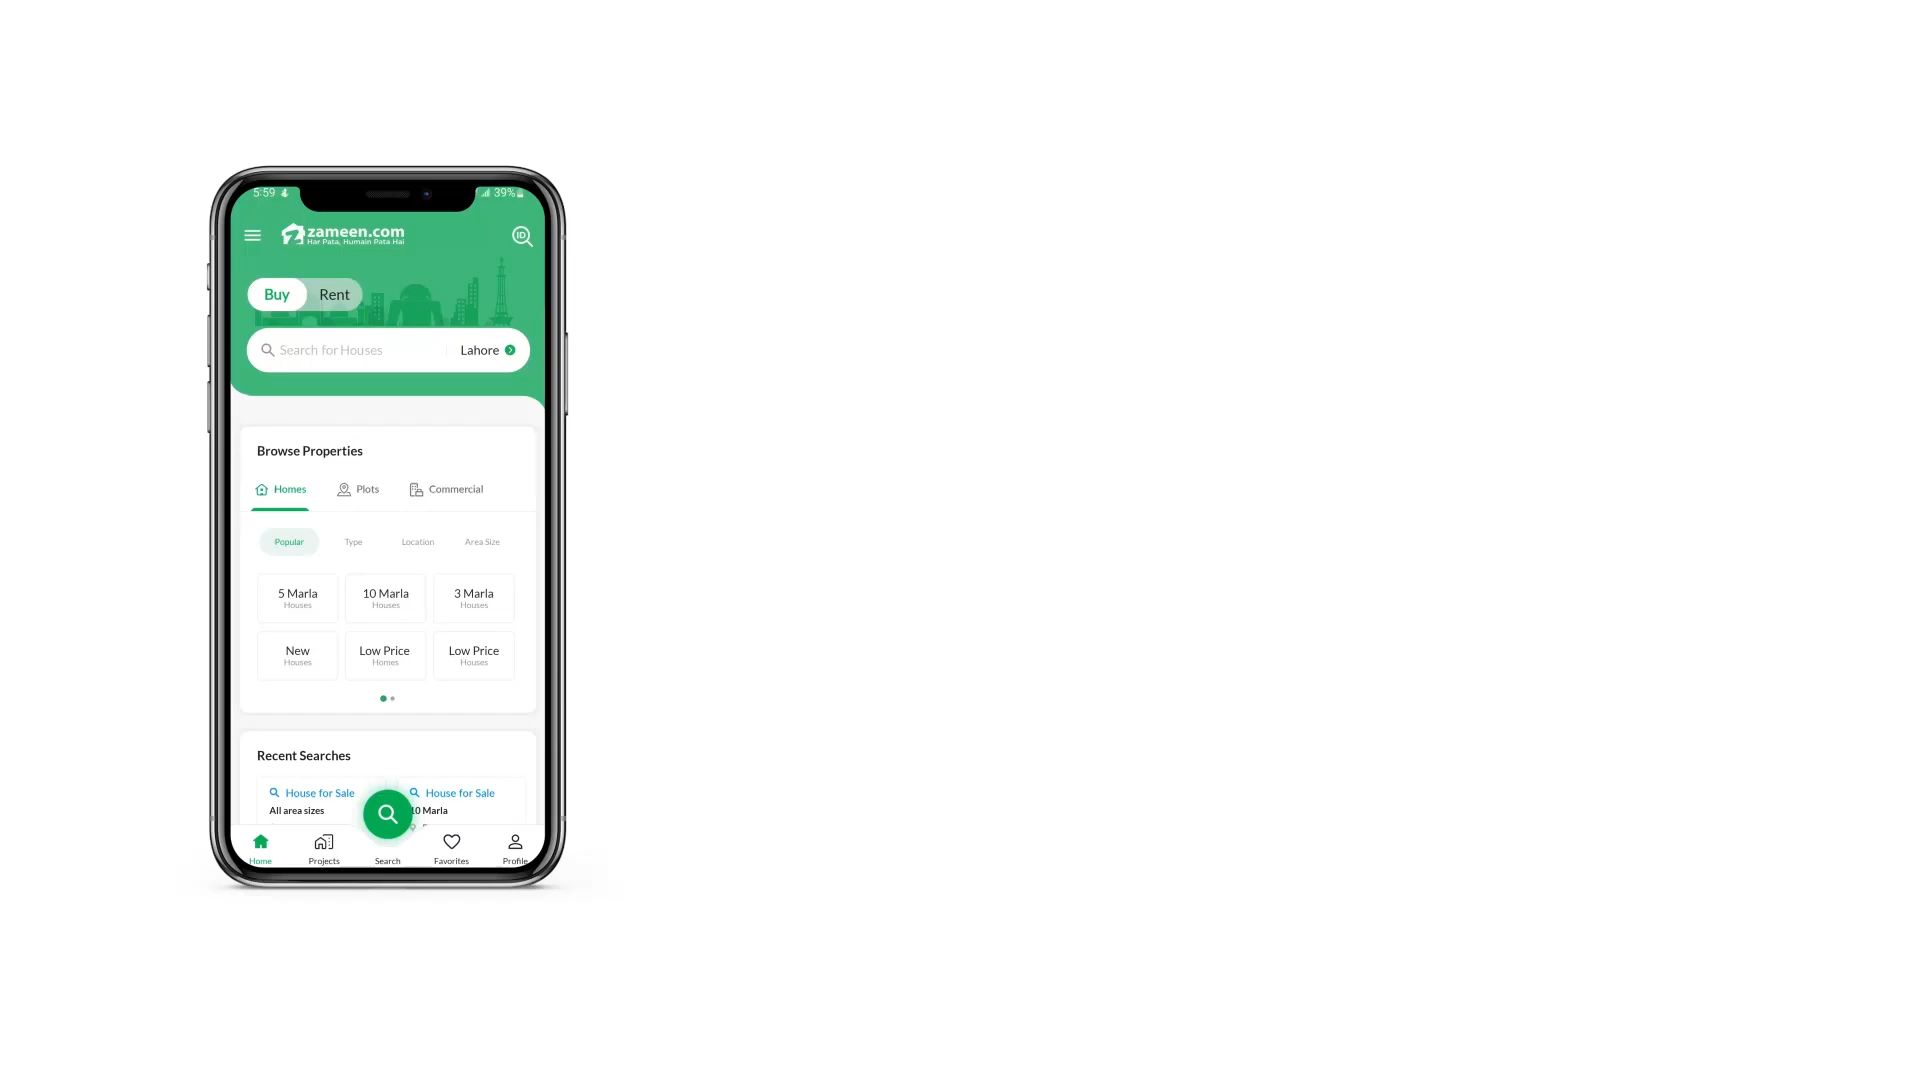 5:59 39%
zameen.com
Har Pata, Humain Pata Hai
ID
Buy Rent
Search for Houses Lahore
Browse Properties
Homes Plots Commercial
Popular Type Location Area Size
5 Marla 10 Marla 3 Marla
Houses Houses Houses
New Low Price Low Price
Houses Homes Houses
Recent Searches
House for Sale House for Sale
All area sizes 10 Marla
Home Projects Search Favorites Profile